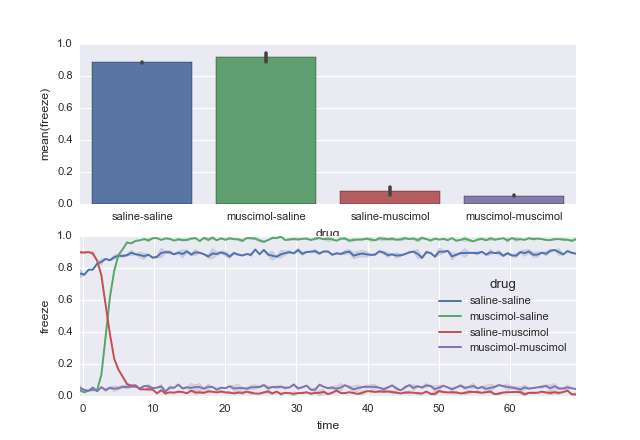 1.0
0.8
0.6
0.4
0.2
0.0
mean(freeze)
saline-saline muscimol-saline saline-muscimol muscimol-muscimol
drug
1.0
0.8
0.6
0.4
0.2
0.0
freeze
drug
saline-saline
muscimol-saline
saline-muscimol
muscimol-muscimol
0 10 20 30 40 50 60
time